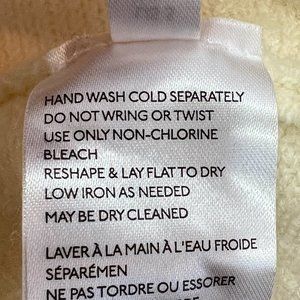 HAND WASH COLD SEPARATELY
DO NOT WRING OR TWIST
USE ONLY NON-CHLORINE
BLEACH
RESHAPE & LAY FLAT TO DRY
LOW IRON AS NEEDED
MAY BE DRY CLEANED
LAVER À LA MAIN À L'EAU FROIDE
SÉPARÉMEN
NE PAS TORDRE OU ESSORER